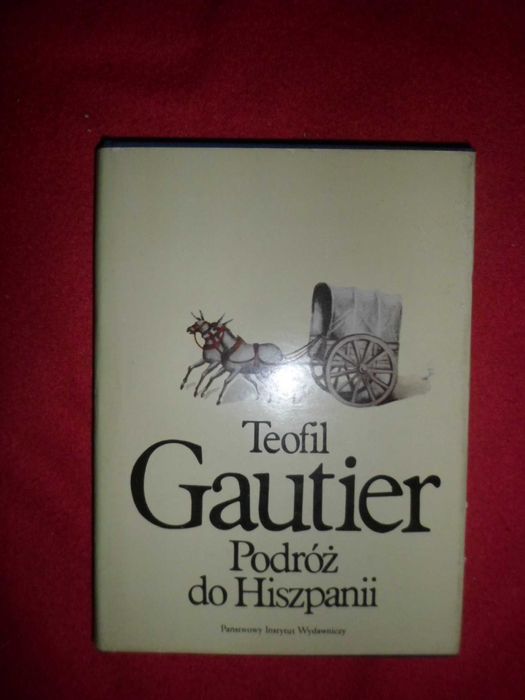 Teofil
Gautier
Podróż
do Hiszpanii
Państwowy Instytut Wydawniczy